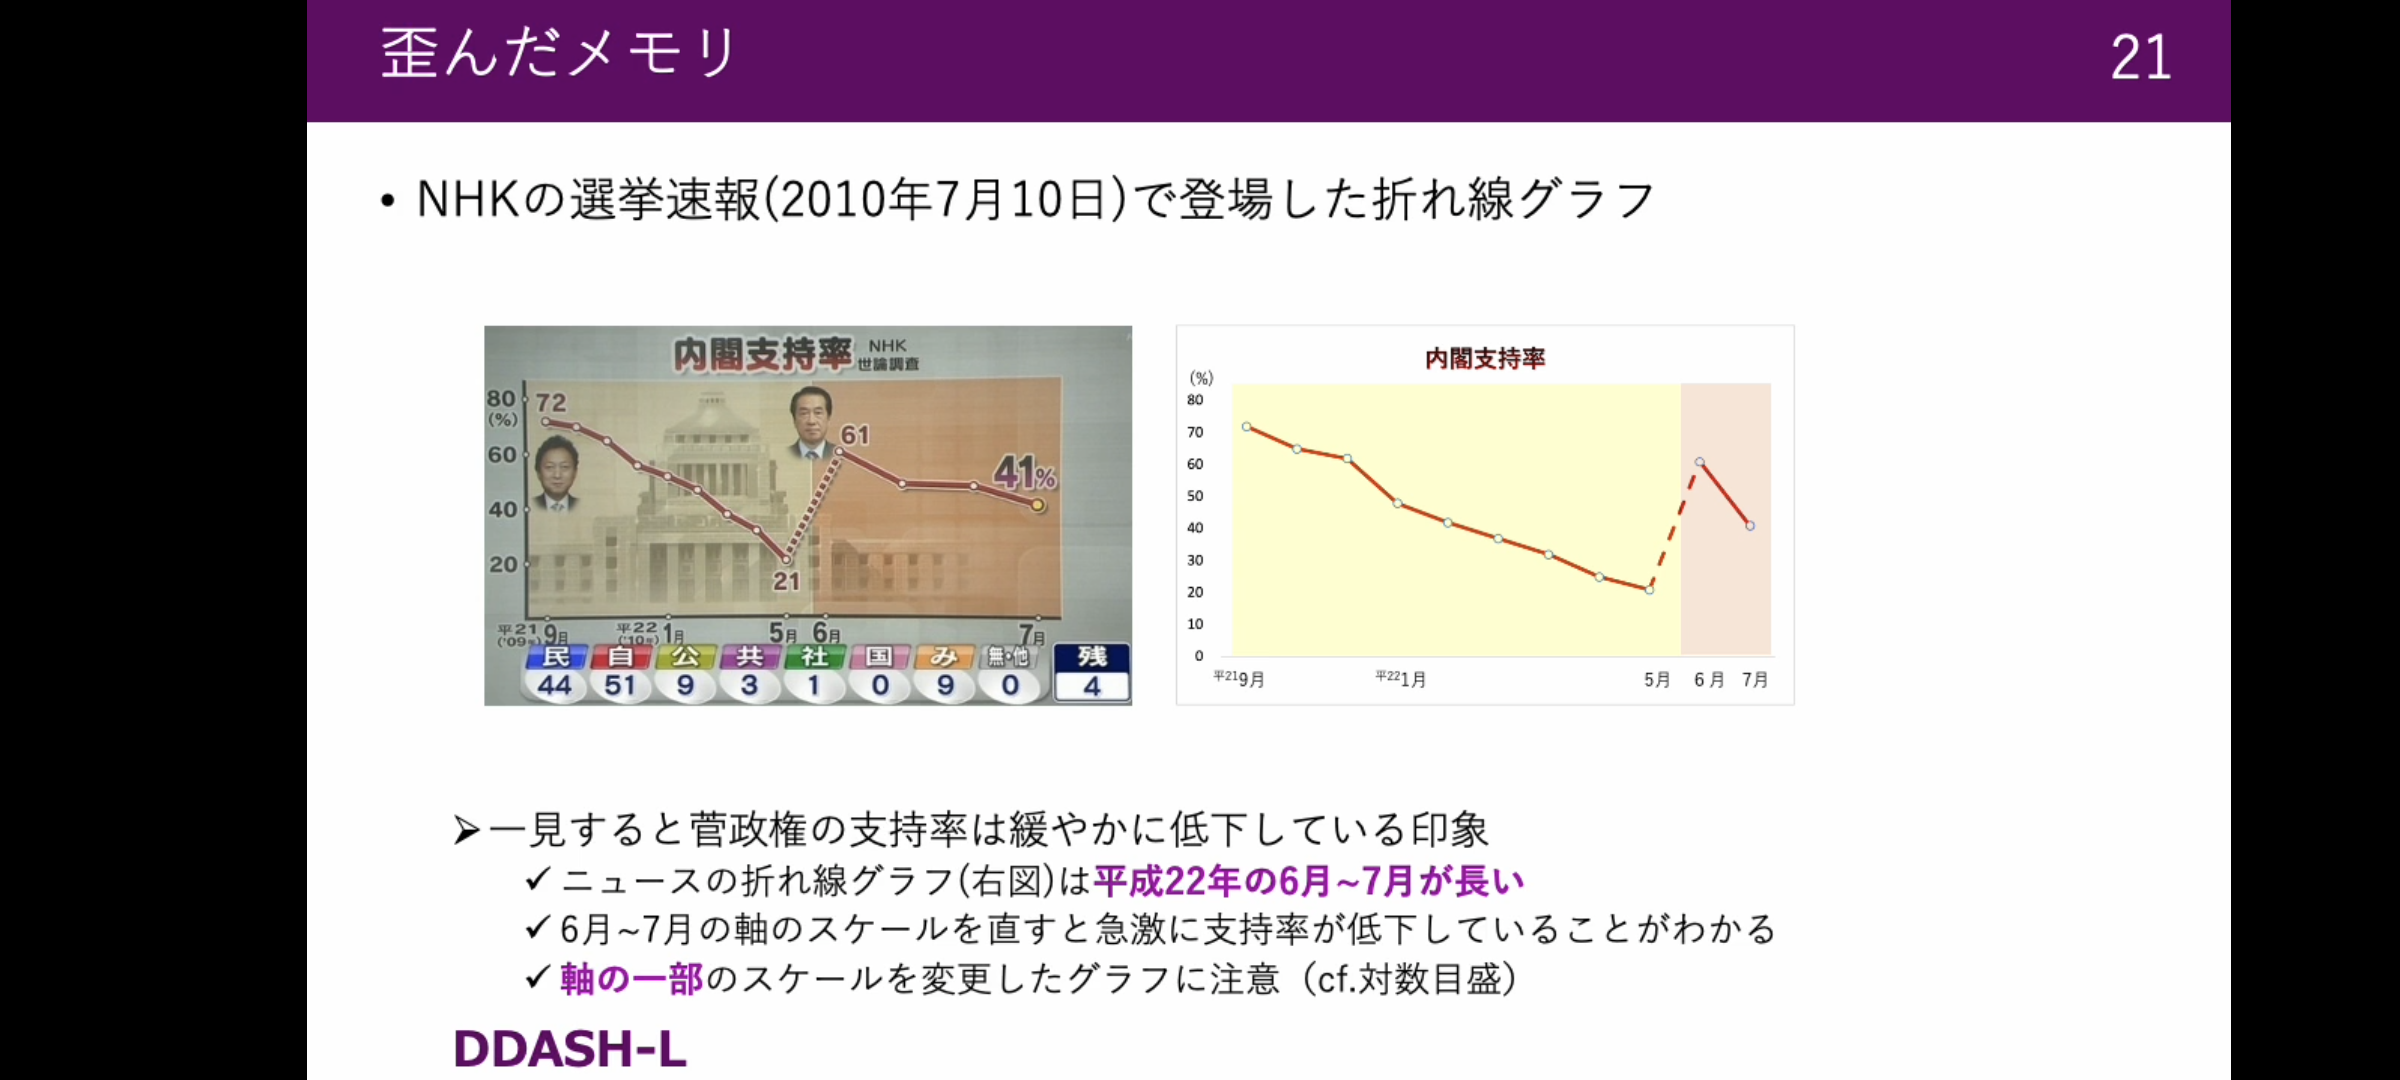 歪んだメモリ
21
• NHKの選挙速報(2010年7月10日)で登場した折れ線グラフ
内閣支持率 NHK世論調査
80
(%)
60
40
20
72
61
41%
21
平21('09年)9月 平22('10年)1月 5月 6月 7月
民 自 公 共 社 国 み 無・他 残
44 51 9 3 1 0 9 0 4
内閣支持率
(%)
80
70
60
50
40
30
20
10
0
平219月 平221月 5月 6月 7月
➢一見すると菅政権の支持率は緩やかに低下している印象
✓ニュースの折れ線グラフ(右図)は平成22年の6月~7月が長い
✓6月~7月の軸のスケールを直すと急激に支持率が低下していることがわかる
✓軸の一部のスケールを変更したグラフに注意（cf.対数目盛）
DDASH-L